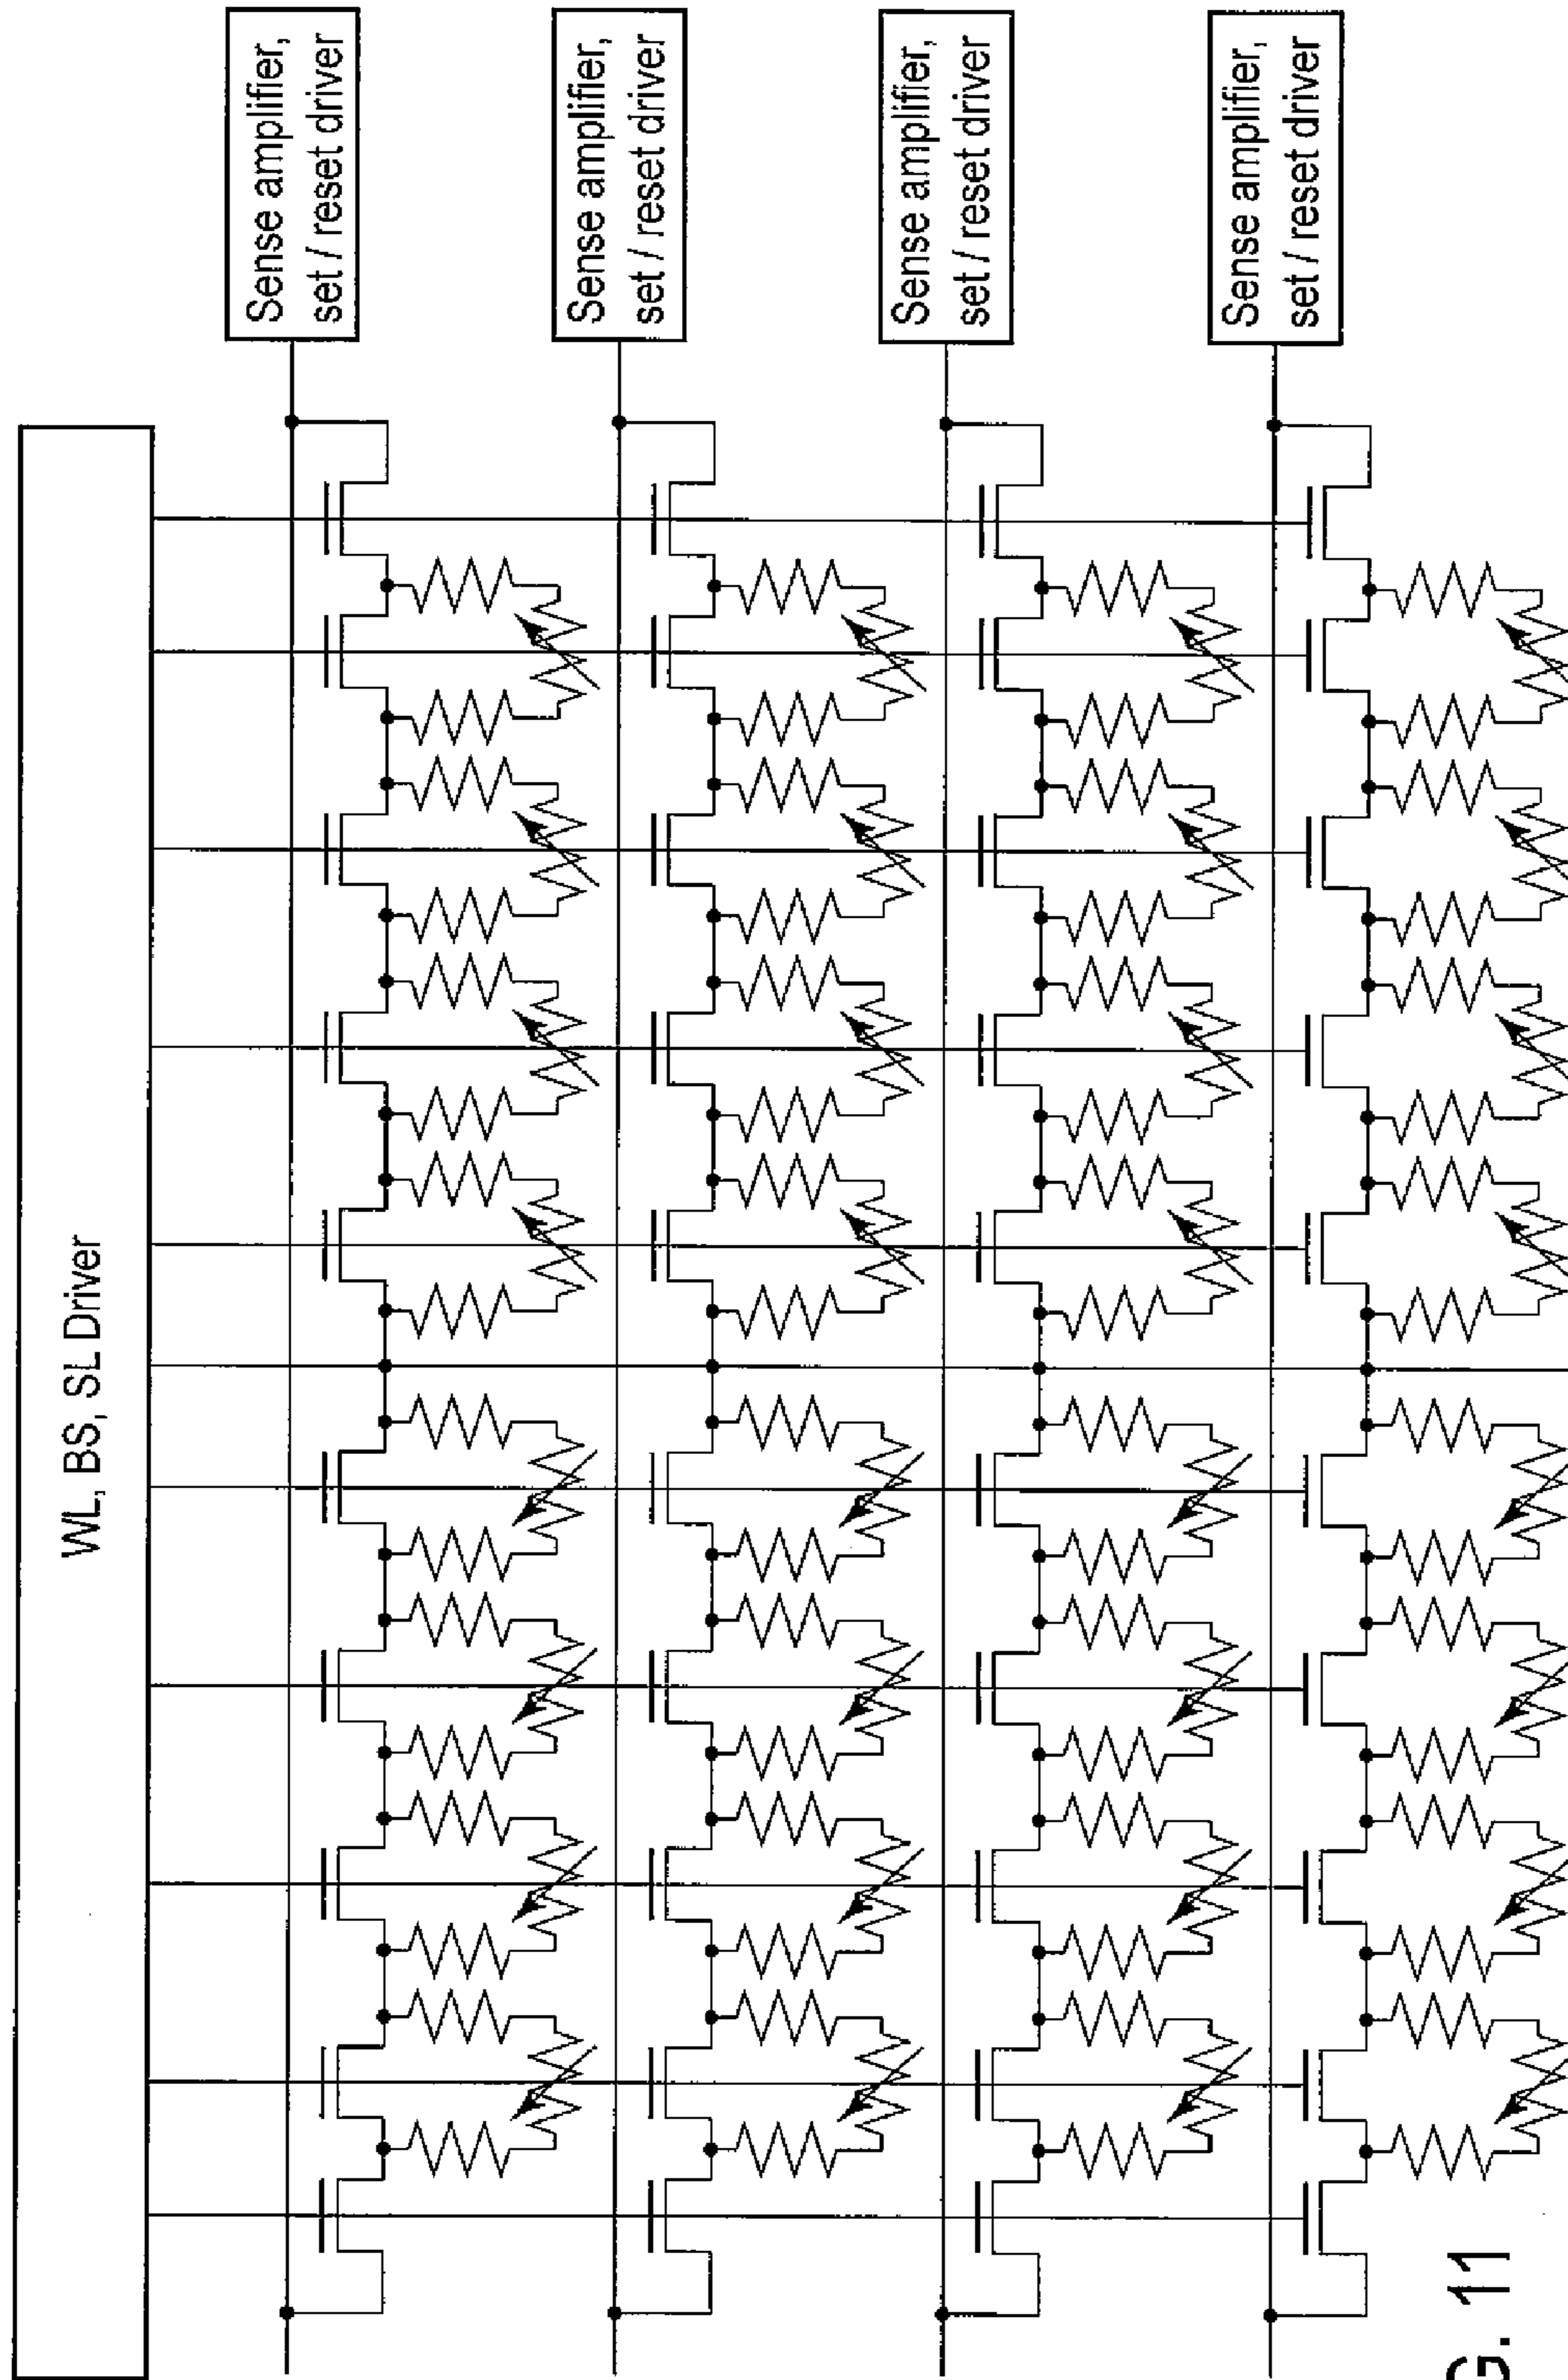 WL, BS, SL Driver
Sense amplifier,
set / reset driver
Sense amplifier,
set / reset driver
Sense amplifier,
set / reset driver
Sense amplifier,
set / reset driver
G. 11